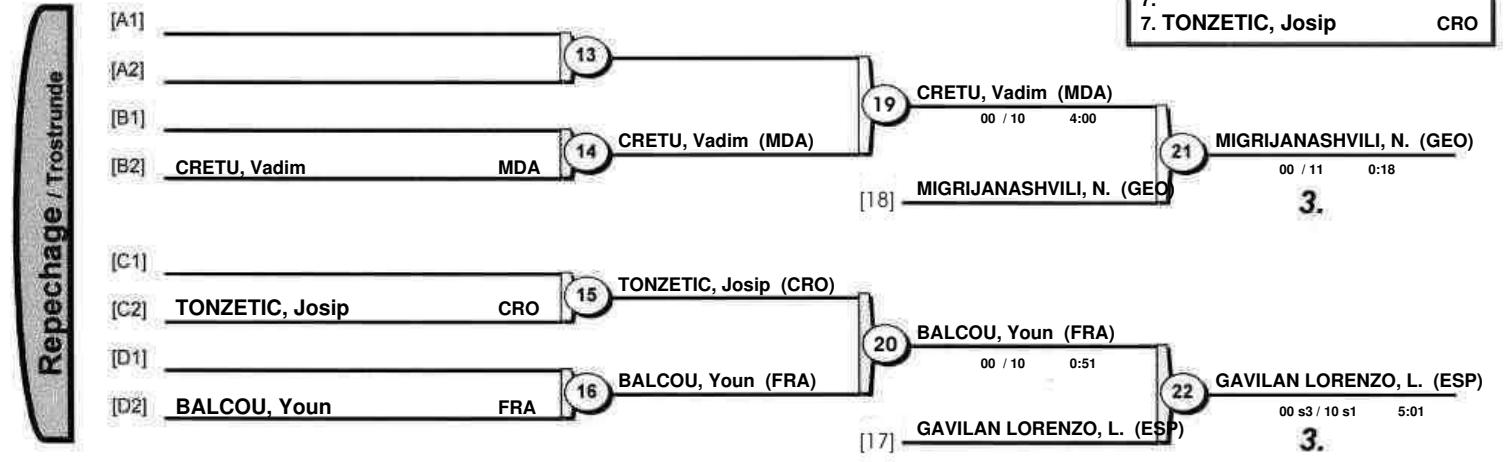 7.
7. TONZETIC, Josip CRO
Repechage / Trostrunde
[A1]
13
[A2]
19
CRETU, Vadim (MDA)
00 / 10 4:00
[B1]
14
CRETU, Vadim (MDA)
[B2] CRETU, Vadim MDA
21
MIGRIJANASHVILI, N. (GEO)
00 / 11 0:18
3.
[18] MIGRIJANASHVILI, N. (GEO)
[C1]
15
TONZETIC, Josip (CRO)
[C2] TONZETIC, Josip CRO
20
BALCOU, Youn (FRA)
00 / 10 0:51
[D1]
16
BALCOU, Youn (FRA)
[D2] BALCOU, Youn FRA
22
GAVILAN LORENZO, L. (ESP)
00 s3 / 10 s1 5:01
3.
[17] GAVILAN LORENZO, L. (ESP)